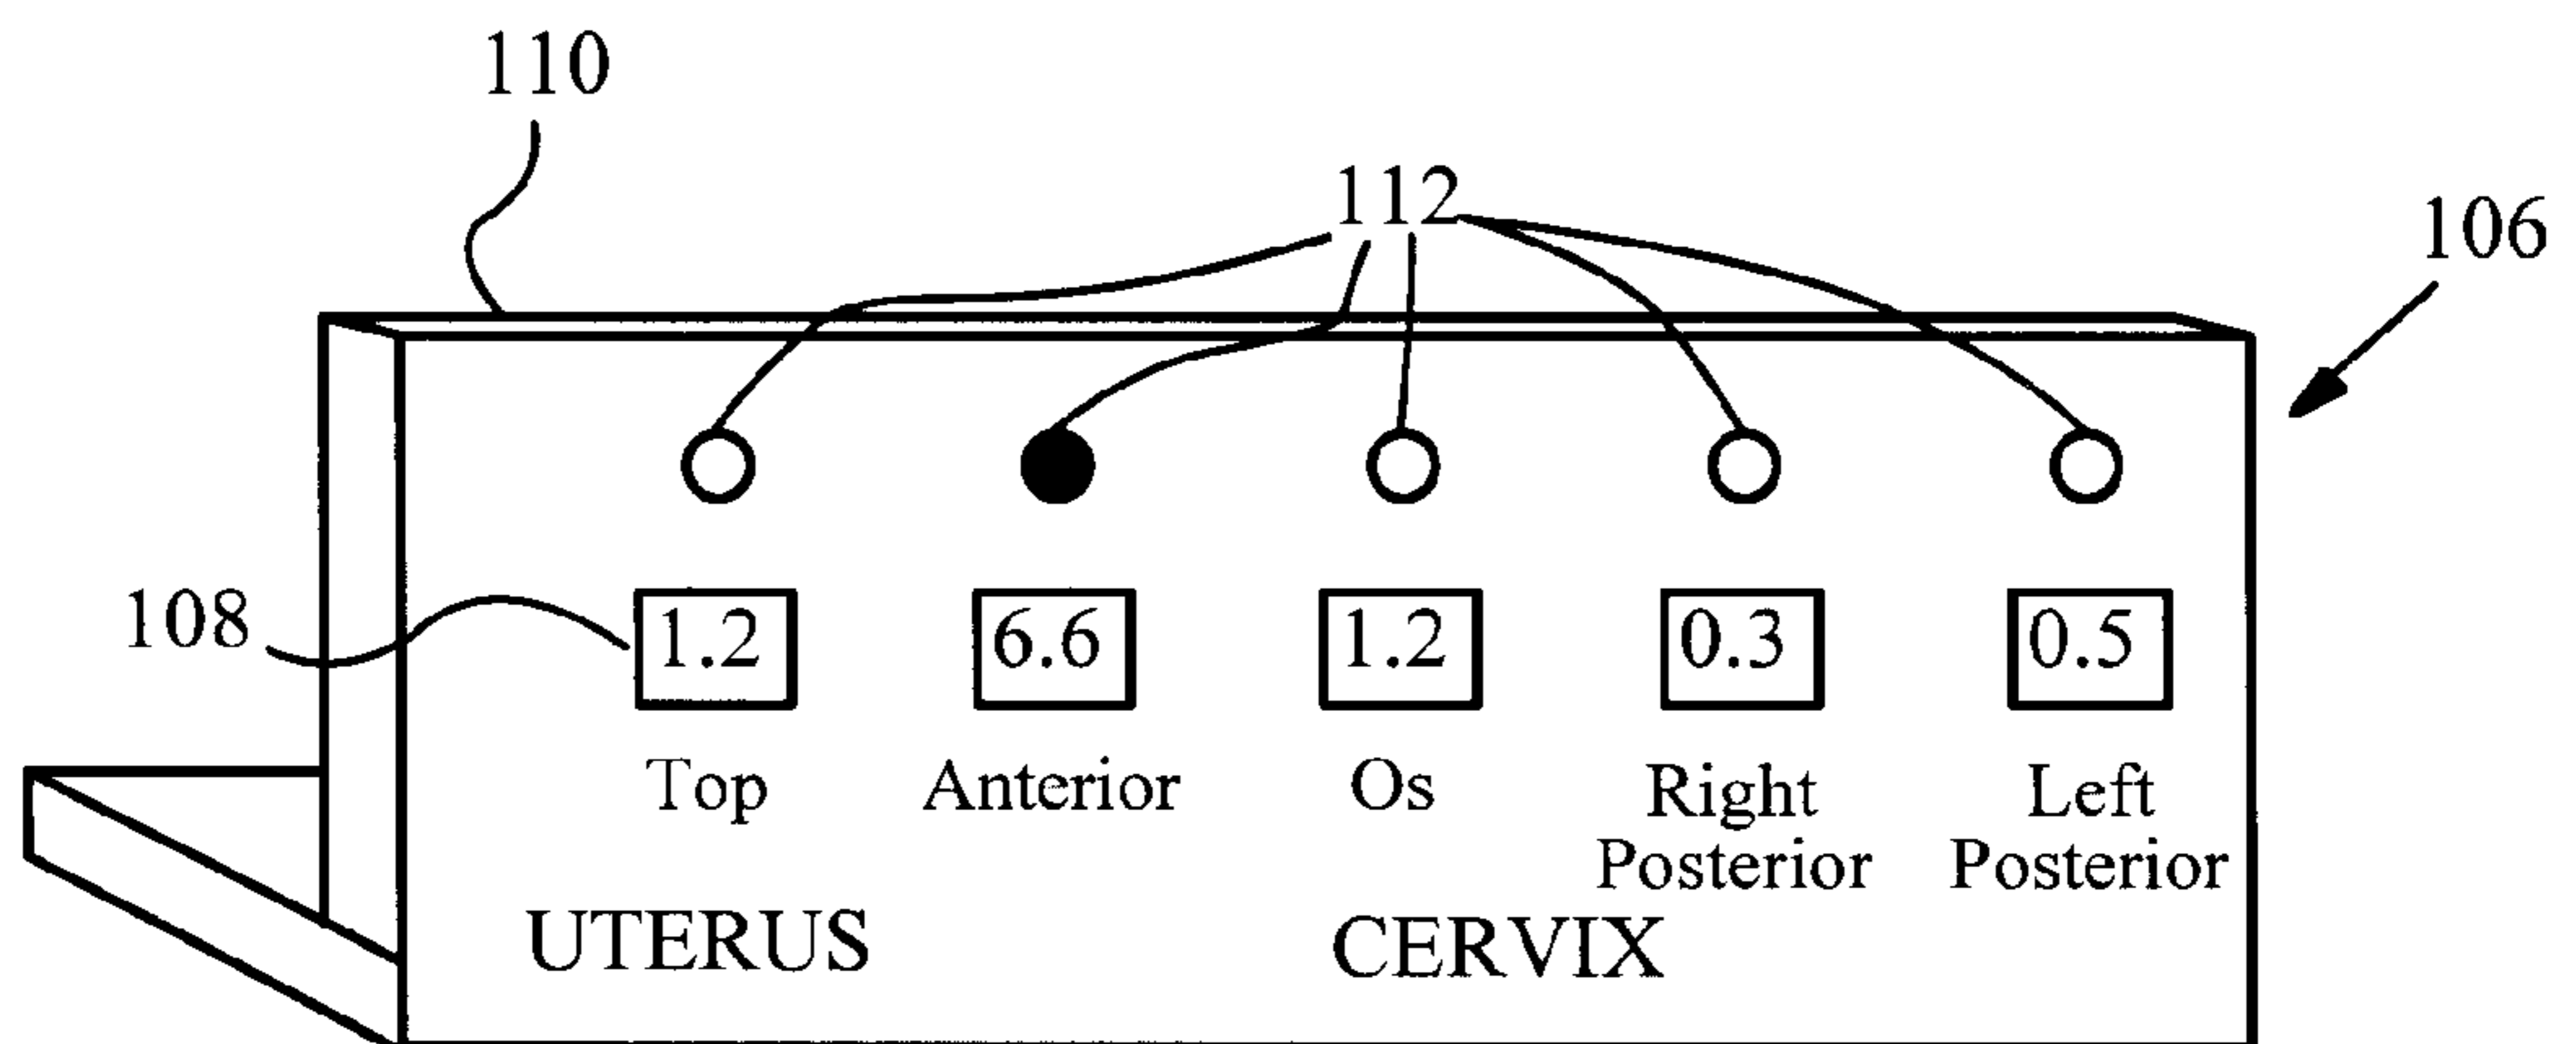 110
112
106
108
1.2 6.6 1.2 0.3 0.5
Top Anterior Os Right Posterior Left Posterior
UTERUS CERVIX